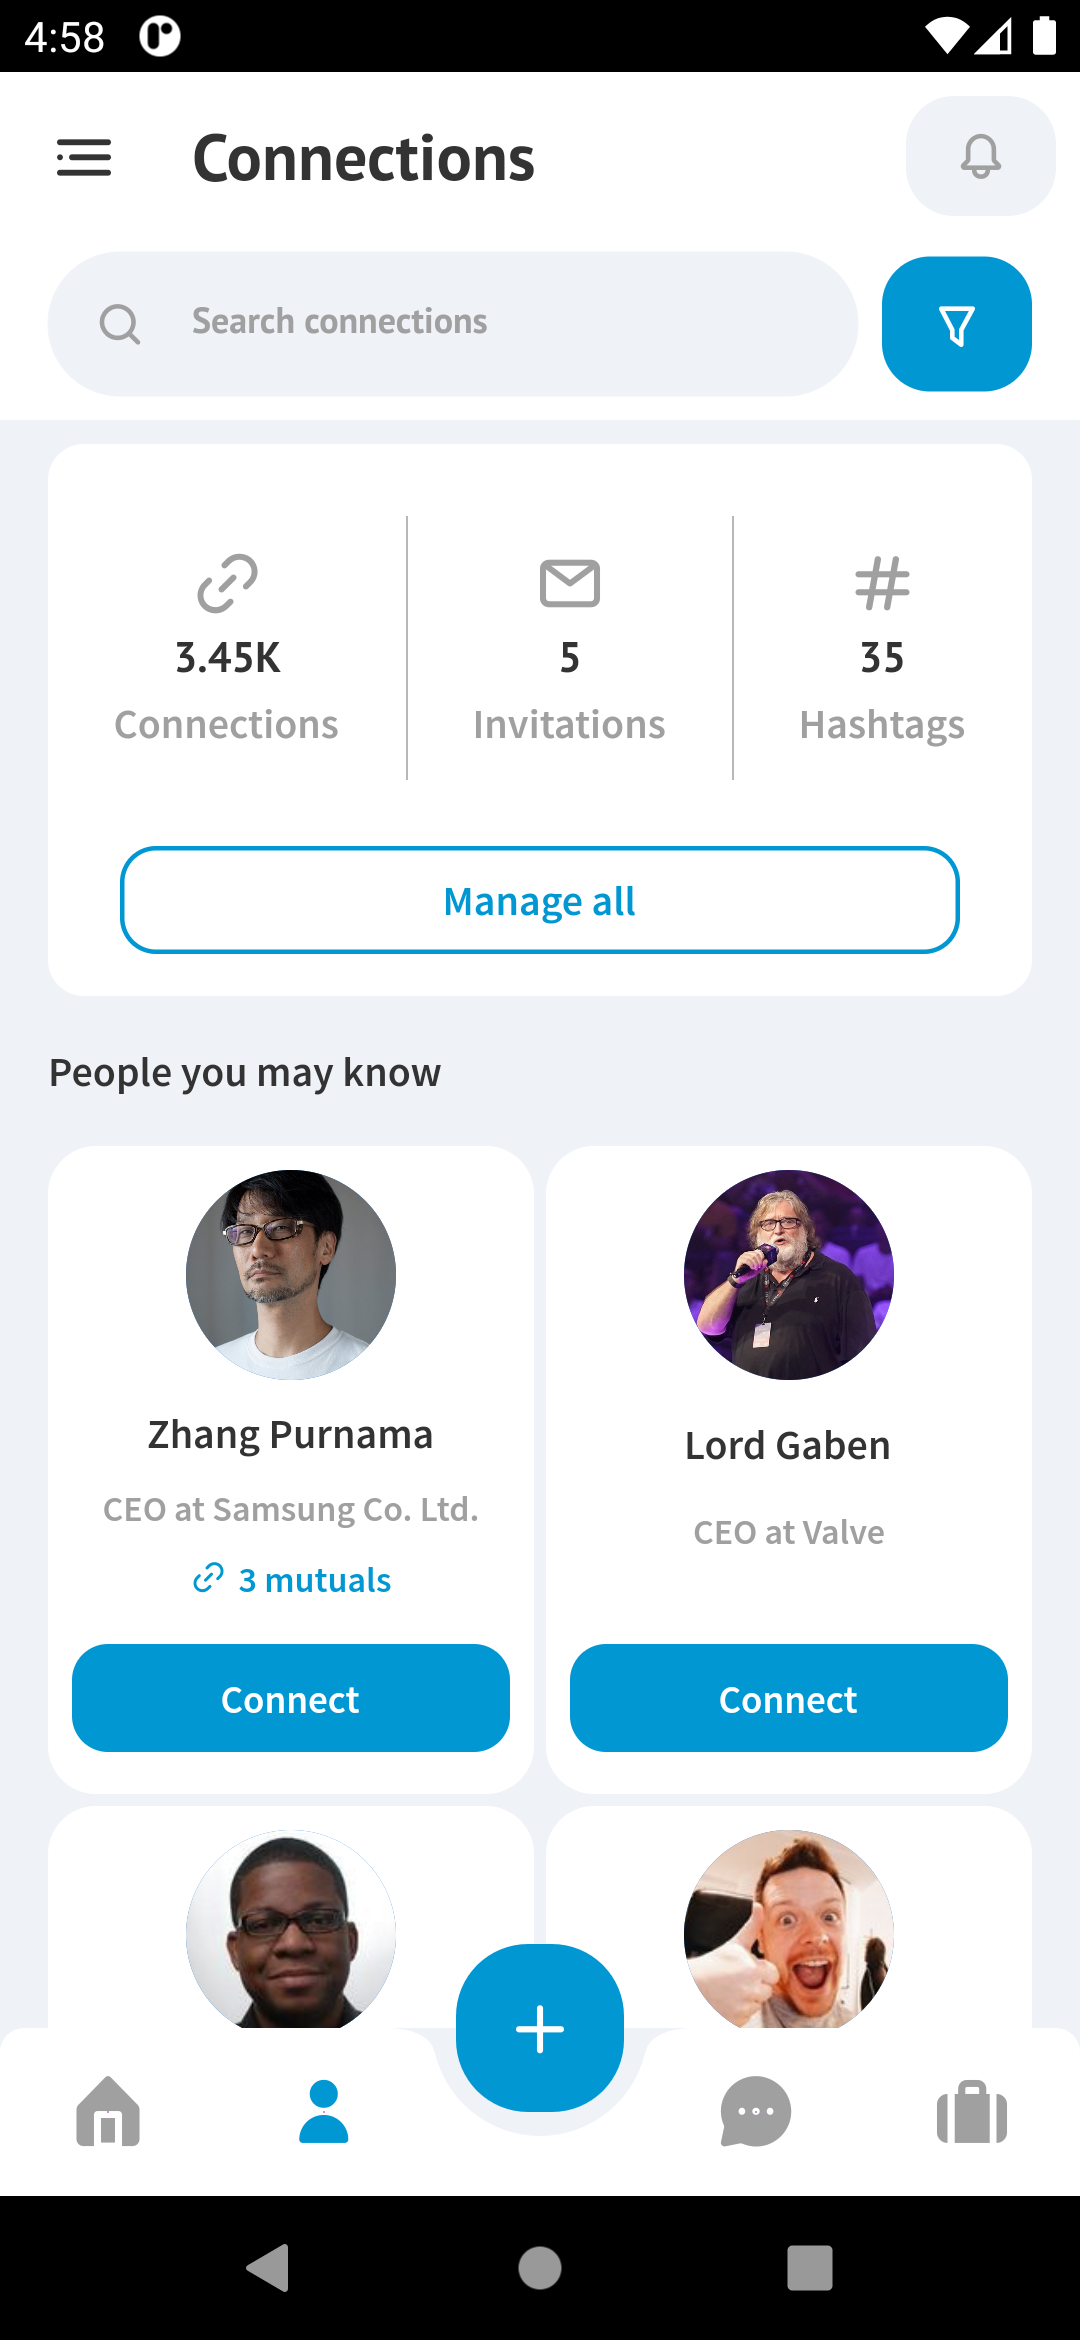 4:58
Connections
Search connections
3.45K
5
35
Connections
Invitations
Hashtags
Manage all
People you may know
Zhang Purnama
CEO at Samsung Co. Ltd.
3 mutuals
Connect
Lord Gaben
CEO at Valve
Connect